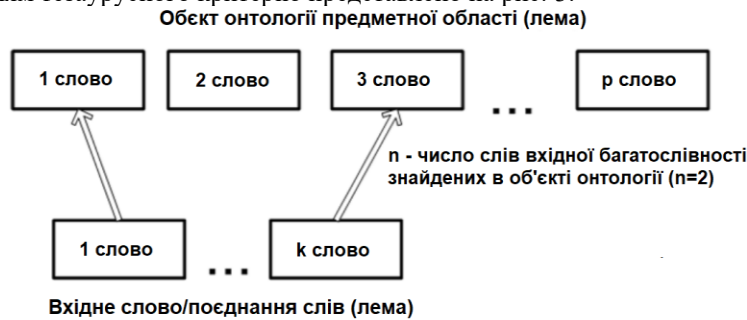 Обєкт онтології предметної області (лема)
1 слово 2 слово 3 слово ... p слово
n - число слів вхідної багатослівності
знайдених в об'єкті онтології (n=2)
1 слово ... k слово
Вхідне слово/поєднання слів (лема)